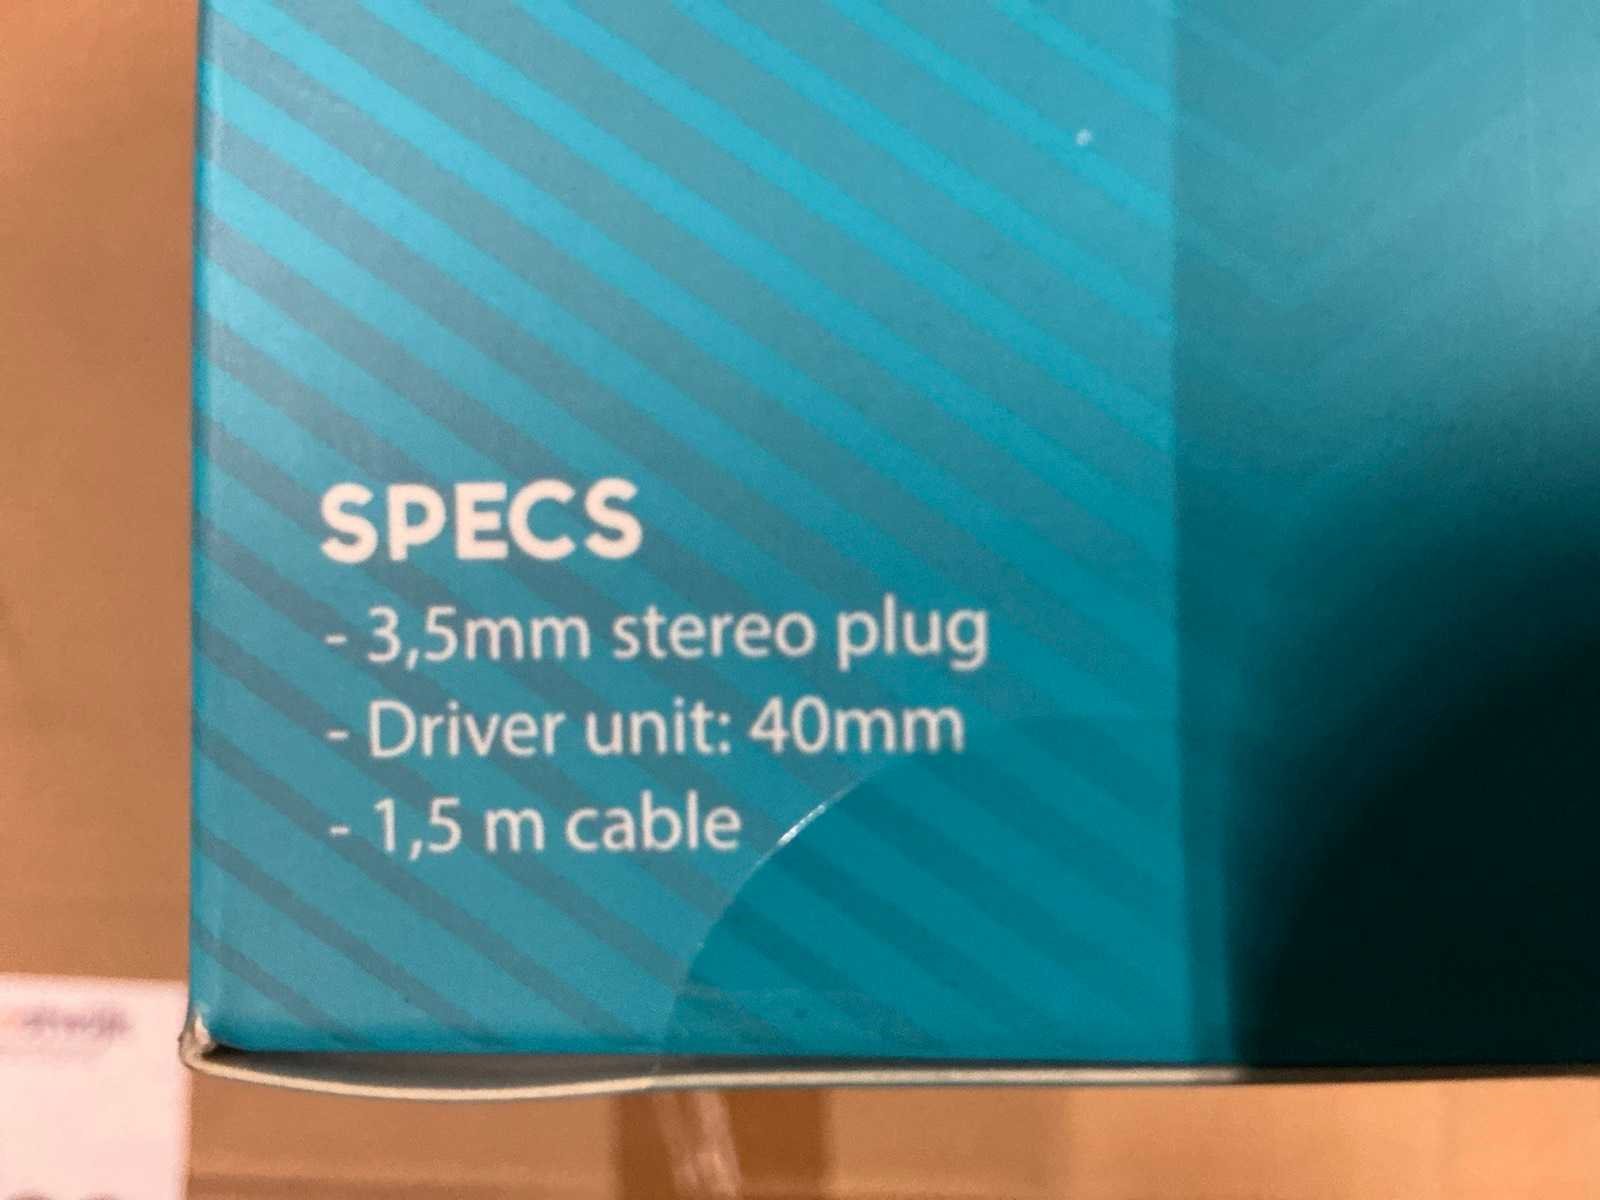 SPECS
- 3,5mm stereo plug
- Driver unit: 40mm
- 1,5 m cable